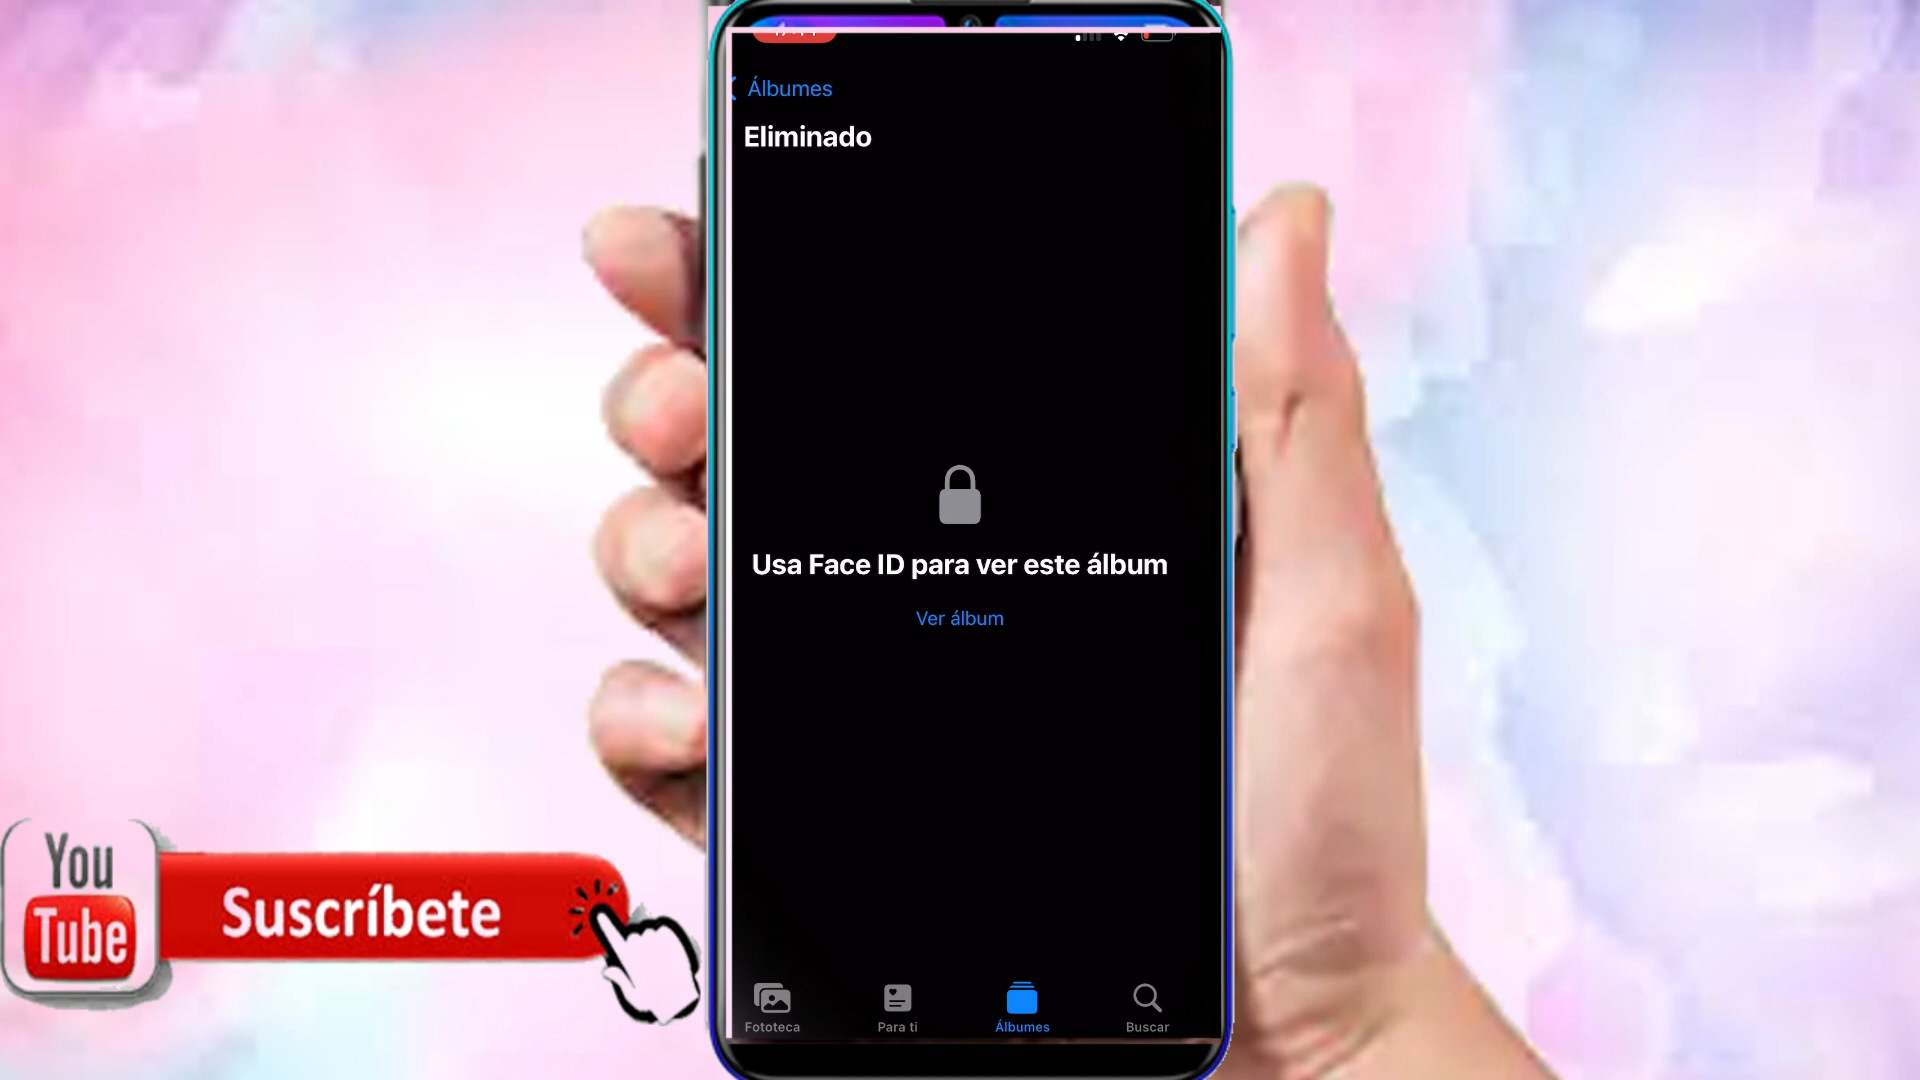 Álbumes
Eliminado
Usa Face ID para ver este álbum
Ver álbum
You
Tube
Suscríbete
Fototeca
Para ti
Álbumes
Buscar